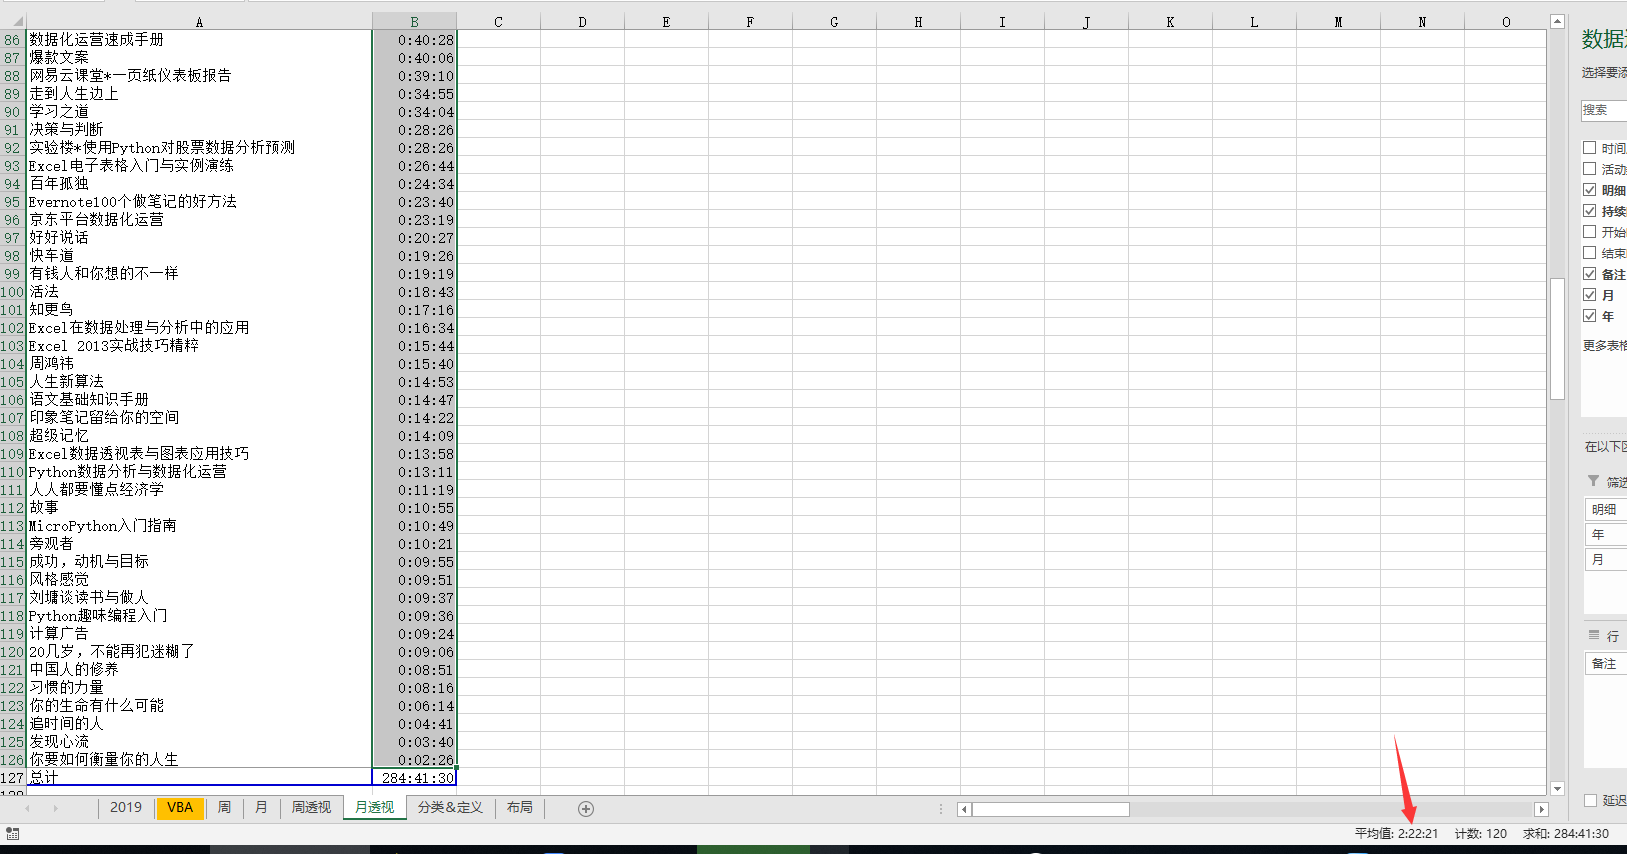 A B C D E F G H I J K L M N O
86 数据化运营速成手册 0:40:28
87 爆款文案 0:40:06
88 网易云课堂*一页纸仪表板报告 0:39:10
89 走到人生边上 0:34:55
90 学习之道 0:34:04
91 决策与判断 0:28:26
92 实验楼*使用Python对股票数据分析预测 0:28:26
93 Excel电子表格入门与实例演练 0:26:44
94 百年孤独 0:24:34
95 Evernote100个做笔记的好方法 0:23:40
96 京东平台数据化运营 0:23:19
97 好好说话 0:20:27
98 快车道 0:19:26
99 有钱人和你想的不一样 0:19:19
100 活法 0:18:43
101 知更鸟 0:17:16
102 Excel在数据处理与分析中的应用 0:16:34
103 Excel 2013实战技巧精粹 0:15:44
104 周鸿祎 0:15:40
105 人生新算法 0:14:53
106 语文基础知识手册 0:14:47
107 印象笔记留给你的空间 0:14:22
108 超级记忆 0:14:09
109 Excel数据透视表与图表应用技巧 0:13:58
110 Python数据分析与数据化运营 0:13:11
111 人人都要懂点经济学 0:11:19
112 故事 0:10:55
113 MicroPython入门指南 0:10:49
114 旁观者 0:10:21
115 成功，动机与目标 0:09:55
116 风格感觉 0:09:51
117 刘墉谈读书与做人 0:09:37
118 Python趣味编程入门 0:09:36
119 计算广告 0:09:24
120 20几岁，不能再犯迷糊了 0:09:06
121 中国人的修养 0:08:51
122 习惯的力量 0:08:16
123 你的生命有什么可能 0:06:14
124 追时间的人 0:04:41
125 发现心流 0:03:40
126 你要如何衡量你的人生 0:02:26
127 总计 284:41:30
2019 VBA 周 月 周透视 月透视 分类&定义 布局
平均值: 2:22:21 计数: 120 求和: 284:41:30
数据
选择要添
搜索
时间
活动
明细
持续
开始
结束
备注
月
年
更多表格
在以下
筛选
明细
年
月
行
备注
延迟